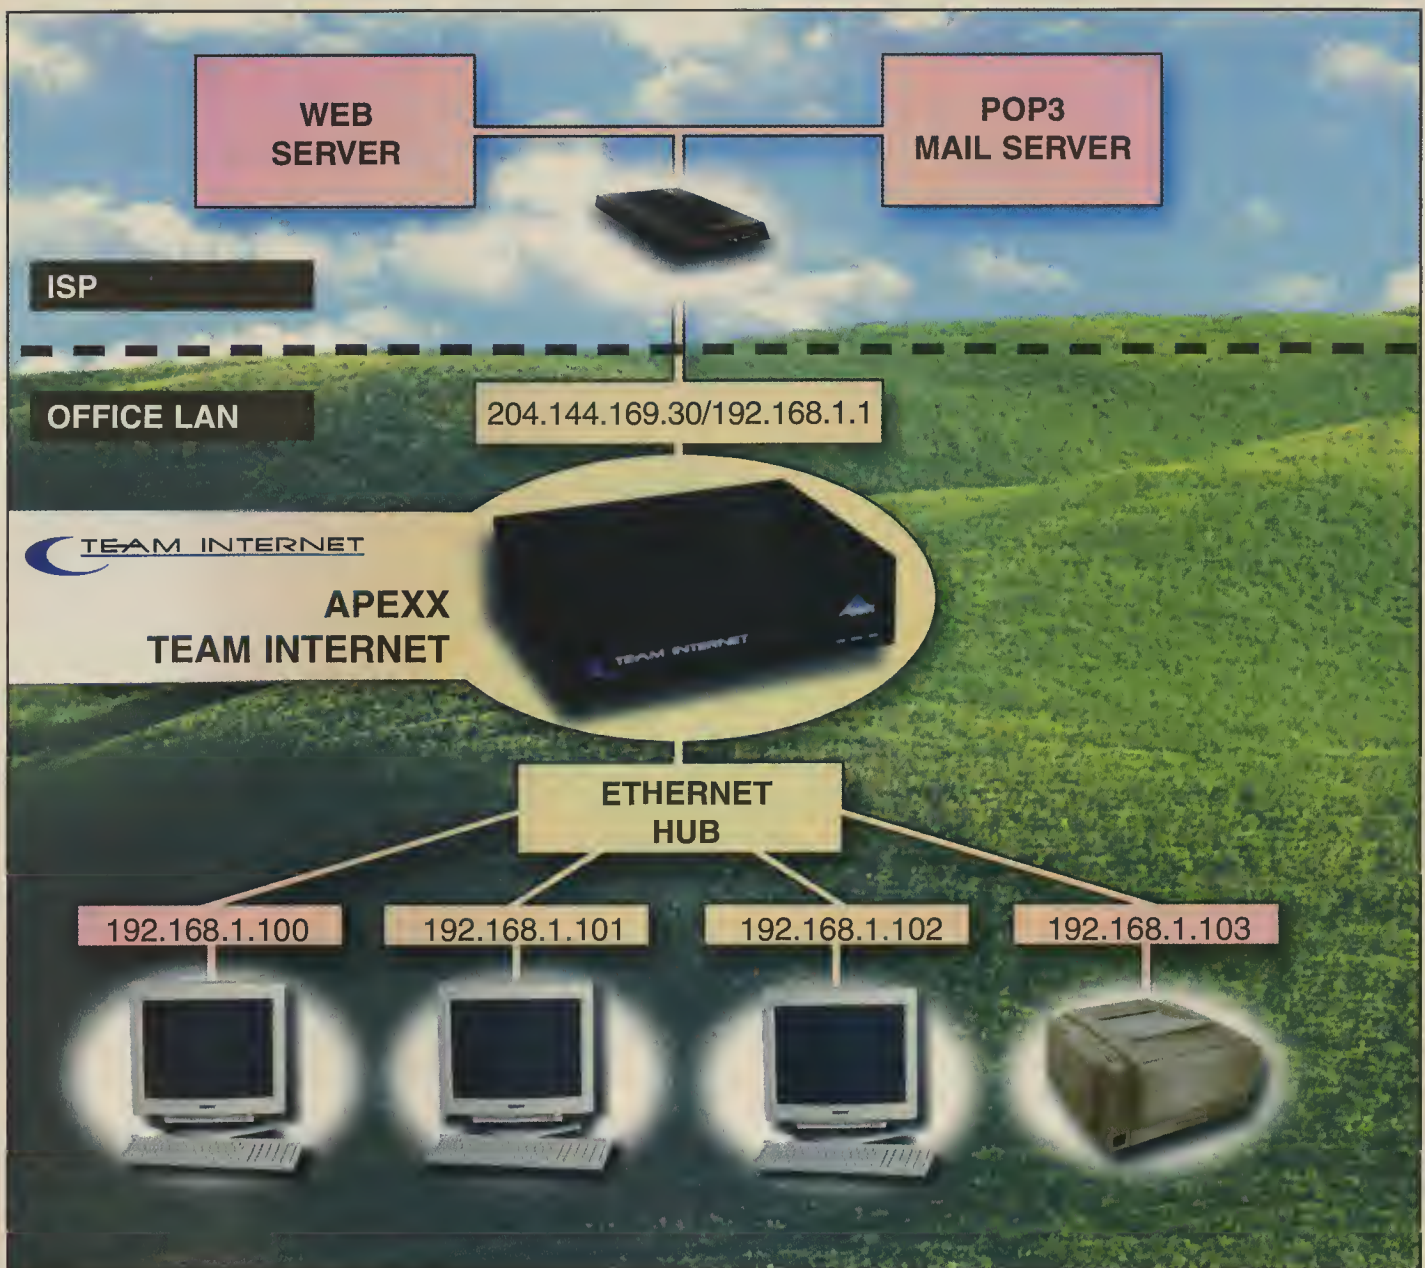 WEB
SERVER
POP3
MAIL SERVER
ISP
OFFICE LAN
204.144.169.30/192.168.1.1
TEAM INTERNET
APEXX
TEAM INTERNET
TEAM INTERNET
ETHERNET
HUB
192.168.1.100
192.168.1.101
192.168.1.102
192.168.1.103